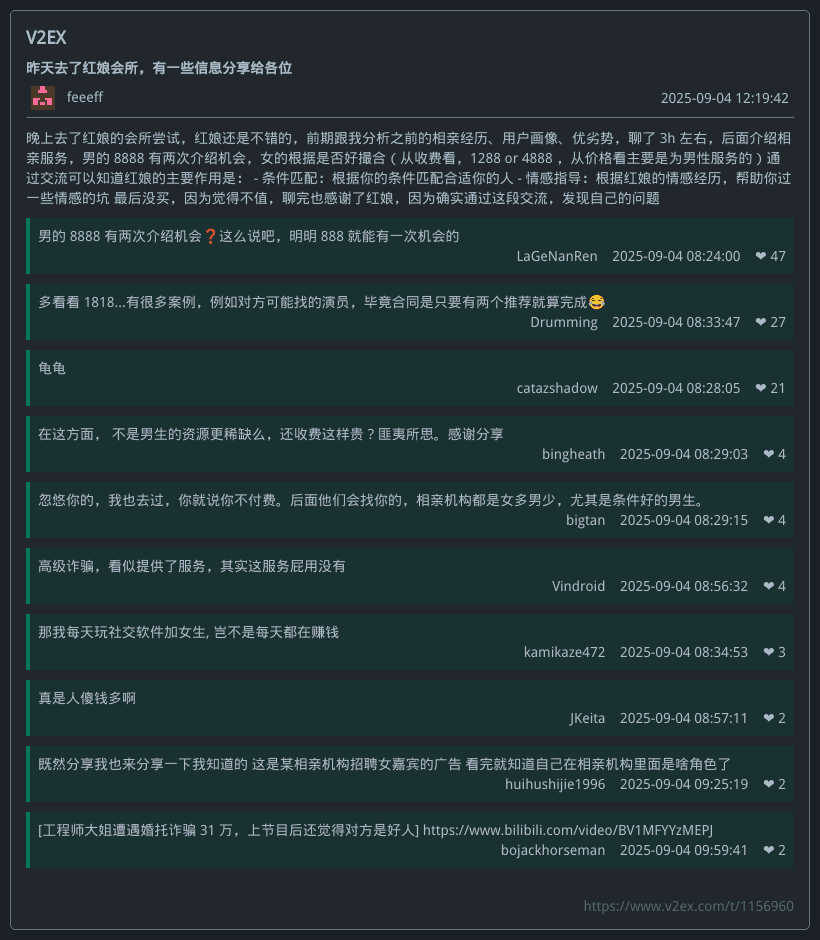 V2EX
昨天去了红娘会所，有一些信息分享给各位
feeeff
2025-09-04 12:19:42
晚上去了红娘的会所尝试，红娘还是不错的，前期跟我分析之前的相亲经历、用户画像、优劣势，聊了 3h 左右，后面介绍相
亲服务，男的 8888 有两次介绍机会，女的根据是否好撮合（从收费看，1288 or 4888 ，从价格看主要是为男性服务的）通
过交流可以知道红娘的主要作用是： - 条件匹配：根据你的条件匹配合适你的人 - 情感指导：根据红娘的情感经历，帮助你过
一些情感的坑 最后没买，因为觉得不值，聊完也感谢了红娘，因为确实通过这段交流，发现自己的问题
男的 8888 有两次介绍机会❓这么说吧，明明 888 就能有一次机会的
LaGeNanRen 2025-09-04 08:24:00 ❤ 47
多看看 1818...有很多案例，例如对方可能找的演员，毕竟合同是只要有两个推荐就算完成😂
Drumming 2025-09-04 08:33:47 ❤ 27
龟龟
catazshadow 2025-09-04 08:28:05 ❤ 21
在这方面， 不是男生的资源更稀缺么，还收费这样贵？匪夷所思。感谢分享
bingheath 2025-09-04 08:29:03 ❤ 4
忽悠你的，我也去过，你就说你不付费。后面他们会找你的，相亲机构都是女多男少，尤其是条件好的男生。
bigtan 2025-09-04 08:29:15 ❤ 4
高级诈骗，看似提供了服务，其实这服务屁用没有
Vindroid 2025-09-04 08:56:32 ❤ 4
那我每天玩社交软件加女生, 岂不是每天都在赚钱
kamikaze472 2025-09-04 08:34:53 ❤ 3
真是人傻钱多啊
JKeita 2025-09-04 08:57:11 ❤ 2
既然分享我也来分享一下我知道的 这是某相亲机构招聘女嘉宾的广告 看完就知道自己在相亲机构里面是啥角色了
huihushijie1996 2025-09-04 09:25:19 ❤ 2
[工程师大姐遭遇婚托诈骗 31 万，上节目后还觉得对方是好人] https://www.bilibili.com/video/BV1MFYYzMEPJ
bojackhorseman 2025-09-04 09:59:41 ❤ 2
https://www.v2ex.com/t/1156960